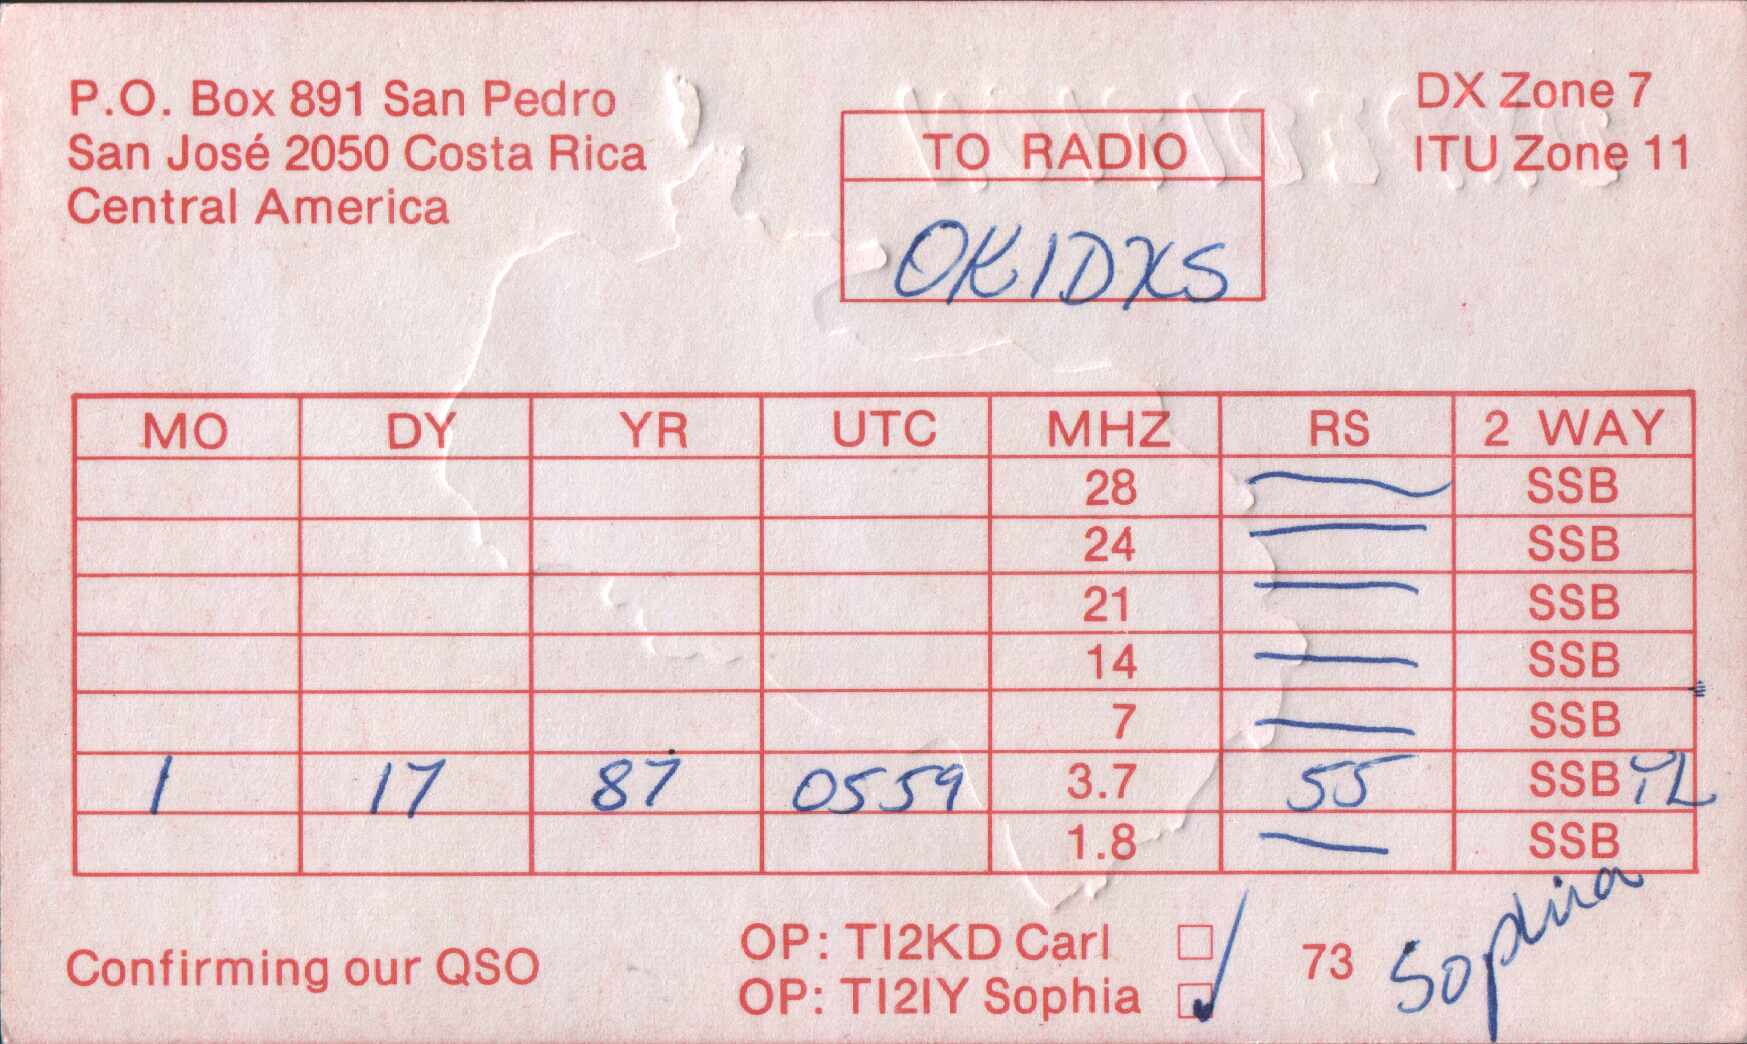 P.O. Box 891 San Pedro
San José 2050 Costa Rica
Central America
TO RADIO
OK1DXS
DX Zone 7
ITU Zone 11
MO DY YR UTC MHZ RS 2 WAY
28 SSB
24 SSB
21 SSB
14 SSB
7 SSB
1 17 87 0559 3.7 55 SSB YL
1.8 SSB
Confirming our QSO
OP: TI2KD Carl
OP: TI2IY Sophia
73 Sophia